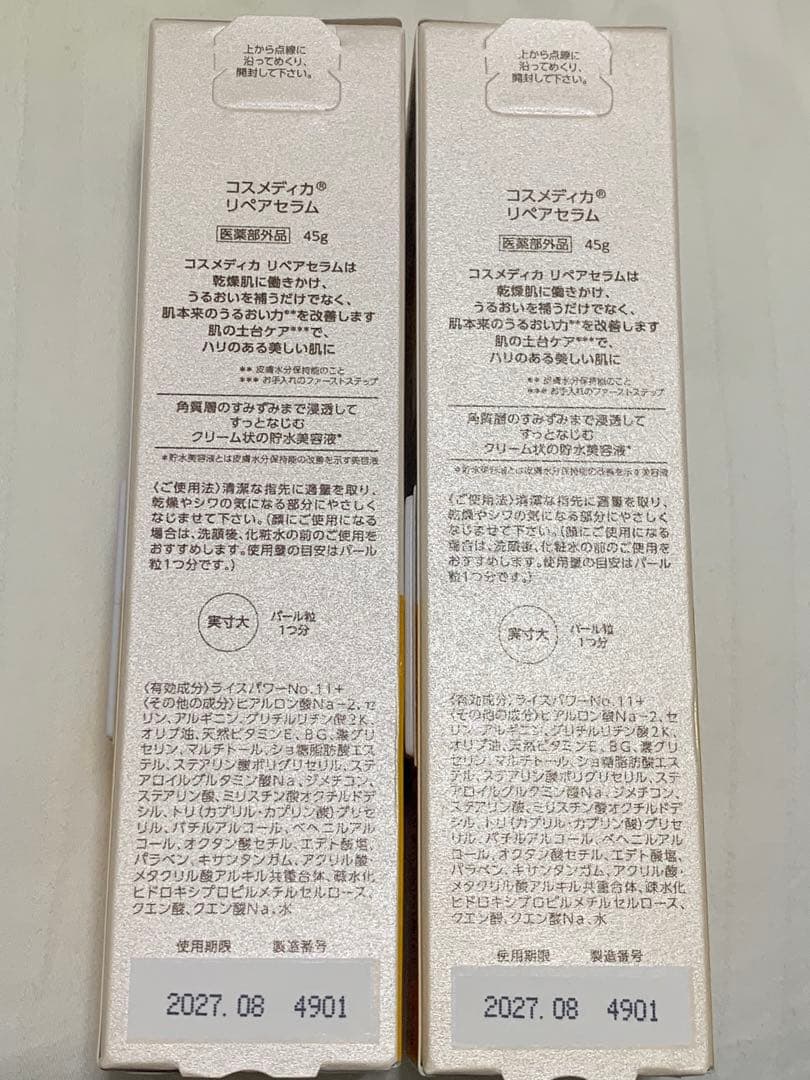 上から点線に
沿ってめくり、
開封して下さい。
コスメディカ®
リペアセラム
医薬部外品 45g
コスメディカ リペアセラムは
乾燥肌に働きかけ、
うるおいを補うだけでなく、
肌本来のうるおい力**を改善します
肌の土台ケア***で、
ハリのある美しい肌に
** 皮膚水分保持能のこと
*** お手入れのファーストステップ
角質層のすみずみまで浸透して
すっとなじむ
クリーム状の貯水美容液*
*貯水美容液とは皮膚水分保持能の改善を示す美容液
〈ご使用法〉清潔な指先に適量を取り、
乾燥やシワの気になる部分にやさしく
なじませて下さい。(顔にご使用になる
場合は、洗顔後、化粧水の前のご使用を
おすすめします。使用量の目安はパール
粒1つ分です。)
実寸大
パール粒
1つ分
〈有効成分〉ライスパワーNo.11+
〈その他の成分〉ヒアルロン酸Na-2、セ
リン、アルギニン、グリチルリチン酸2K、
オリブ油、天然ビタミンE、BG、濃グリ
セリン、マルチトール、ショ糖脂肪酸エス
テル、ステアリン酸ポリグリセリル、ステ
アロイルグルタミン酸Na、ジメチコン、
ステアリン酸、ミリスチン酸オクチルドデ
シル、トリ(カプリル・カプリン酸)グリセ
リル、バチルアルコール、ベヘニルアル
コール、オクタン酸セチル、エデト酸塩、
パラベン、キサンタンガム、アクリル酸・
メタクリル酸アルキル共重合体、疎水化
ヒドロキシプロピルメチルセルロース、
クエン酸、クエン酸Na、水
使用期限 製造番号
2027.08 4901
上から点線に
沿ってめくり、
開封して下さい。
コスメディカ®
リペアセラム
医薬部外品 45g
コスメディカ リペアセラムは
乾燥肌に働きかけ、
うるおいを補うだけでなく、
肌本来のうるおい力**を改善します
肌の土台ケア***で、
ハリのある美しい肌に
** 皮膚水分保持能のこと
*** お手入れのファーストステップ
角質層のすみずみまで浸透して
すっとなじむ
クリーム状の貯水美容液*
*貯水美容液とは皮膚水分保持能の改善を示す美容液
〈ご使用法〉清潔な指先に適量を取り、
乾燥やシワの気になる部分にやさしく
なじませて下さい。(顔にご使用になる
場合は、洗顔後、化粧水の前のご使用を
おすすめします。使用量の目安はパール
粒1つ分です。)
実寸大
パール粒
1つ分
〈有効成分〉ライスパワーNo.11+
〈その他の成分〉ヒアルロン酸Na-2、セ
リン、アルギニン、グリチルリチン酸2K、
オリブ油、天然ビタミンE、BG、濃グリ
セリン、マルチトール、ショ糖脂肪酸エス
テル、ステアリン酸ポリグリセリル、ステ
アロイルグルタミン酸Na、ジメチコン、
ステアリン酸、ミリスチン酸オクチルドデ
シル、トリ(カプリル・カプリン酸)グリセ
リル、バチルアルコール、ベヘニルアル
コール、オクタン酸セチル、エデト酸塩、
パラベン、キサンタンガム、アクリル酸・
メタクリル酸アルキル共重合体、疎水化
ヒドロキシプロピルメチルセルロース、
クエン酸、クエン酸Na、水
使用期限 製造番号
2027.08 4901